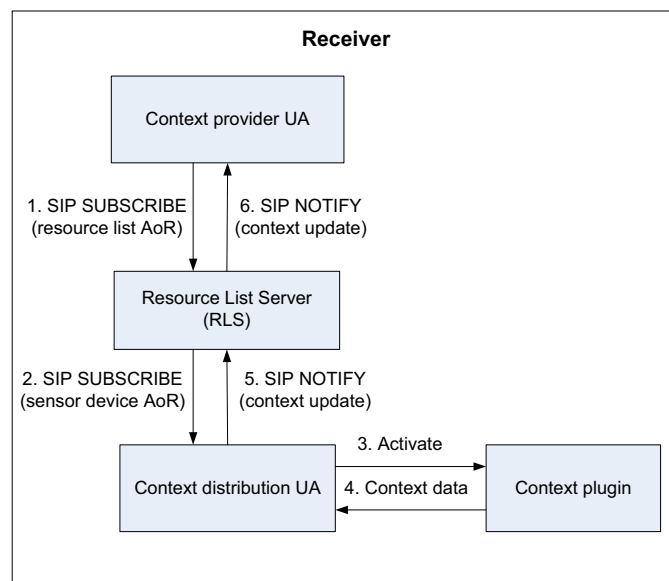 Receiver
Context provider UA
1. SIP SUBSCRIBE
(resource list AoR)
6. SIP NOTIFY
(context update)
Resource List Server
(RLS)
2. SIP SUBSCRIBE
(sensor device AoR)
5. SIP NOTIFY
(context update)
3. Activate
Context distribution UA
4. Context data
Context plugin